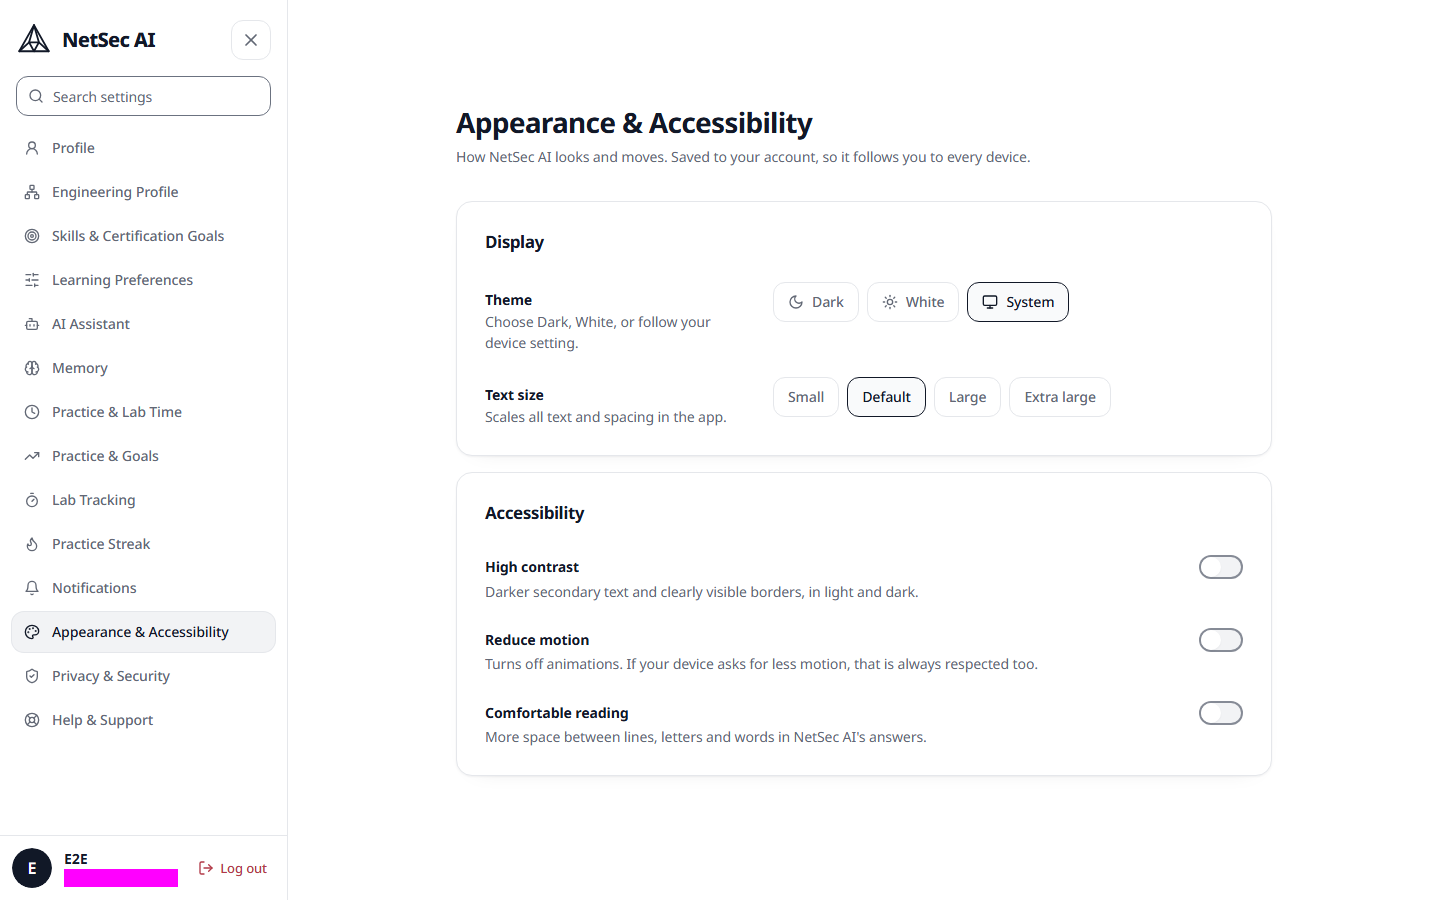 NetSec AI
Search settings
Profile
Engineering Profile
Skills & Certification Goals
Learning Preferences
AI Assistant
Memory
Practice & Lab Time
Practice & Goals
Lab Tracking
Practice Streak
Notifications
Appearance & Accessibility
Privacy & Security
Help & Support
E
E2E
Log out
Appearance & Accessibility
How NetSec AI looks and moves. Saved to your account, so it follows you to every device.
Display
Theme
Choose Dark, White, or follow your
device setting.
Dark
White
System
Text size
Scales all text and spacing in the app.
Small
Default
Large
Extra large
Accessibility
High contrast
Darker secondary text and clearly visible borders, in light and dark.
Reduce motion
Turns off animations. If your device asks for less motion, that is always respected too.
Comfortable reading
More space between lines, letters and words in NetSec AI's answers.